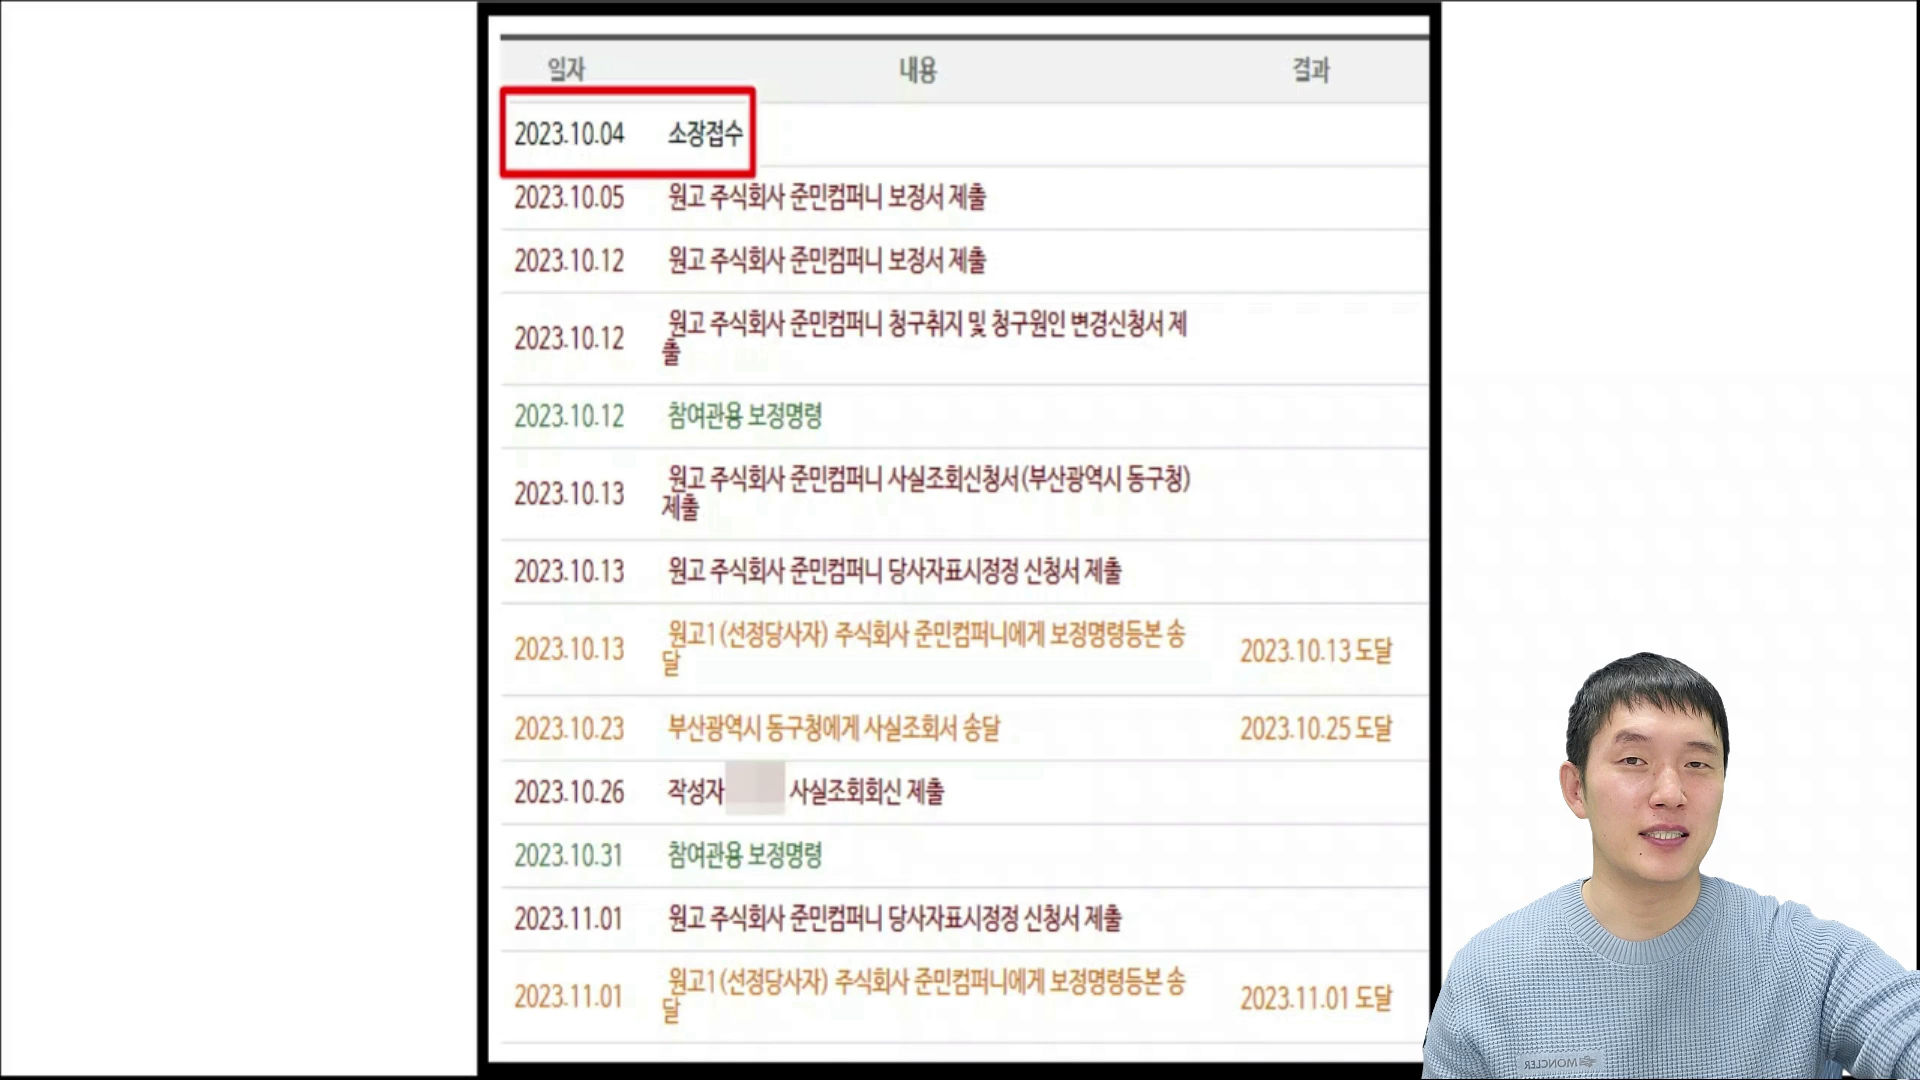 일자 내용 결과
2023.10.04 소장접수
2023.10.05 원고 주식회사 준민컴퍼니 보정서 제출
2023.10.12 원고 주식회사 준민컴퍼니 보정서 제출
2023.10.12 원고 주식회사 준민컴퍼니 청구취지 및 청구원인 변경신청서 제
출
2023.10.12 참여관용 보정명령
2023.10.13 원고 주식회사 준민컴퍼니 사실조회신청서(부산광역시 동구청)
제출
2023.10.13 원고 주식회사 준민컴퍼니 당사자표시정정 신청서 제출
2023.10.13 원고1(선정당사자) 주식회사 준민컴퍼니에게 보정명령등본 송 2023.10.13 도달
달
2023.10.23 부산광역시 동구청에게 사실조회서 송달 2023.10.25 도달
2023.10.26 작성자 사실조회회신 제출
2023.10.31 참여관용 보정명령
2023.11.01 원고 주식회사 준민컴퍼니 당사자표시정정 신청서 제출
2023.11.01 원고1(선정당사자) 주식회사 준민컴퍼니에게 보정명령등본 송 2023.11.01 도달
달
MONCLER